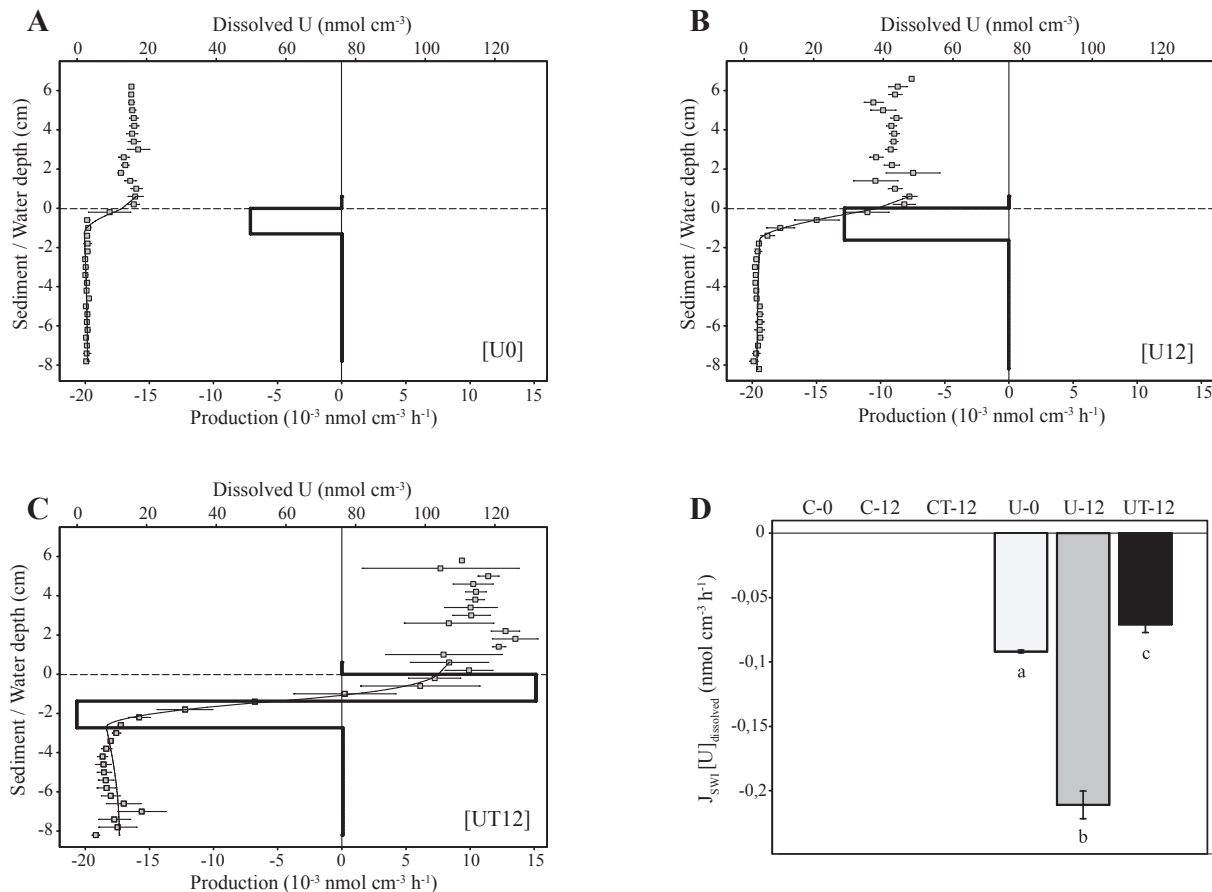 A
Dissolved U (nmol cm-3)
0 20 40 60 80 100 120
Sediment / Water depth (cm)
6
4
2
0
-2
-4
-6
-8
[U0]
-20 -15 -10 -5 0 5 10 15
Production (10-3 nmol cm-3 h-1)
B
Dissolved U (nmol cm-3)
0 20 40 60 80 100 120
Sediment / Water depth (cm)
6
4
2
0
-2
-4
-6
-8
[U12]
-20 -15 -10 -5 0 5 10 15
Production (10-3 nmol cm-3 h-1)
C
Dissolved U (nmol cm-3)
0 20 40 60 80 100 120
Sediment / Water depth (cm)
6
4
2
0
-2
-4
-6
-8
[UT12]
-20 -15 -10 -5 0 5 10 15
Production (10-3 nmol cm-3 h-1)
D
C-0 C-12 CT-12 U-0 U-12 UT-12
JSWI [U]dissolved (nmol cm-3 h-1)
0
-0,05
-0,1
-0,15
-0,2
a
b
c